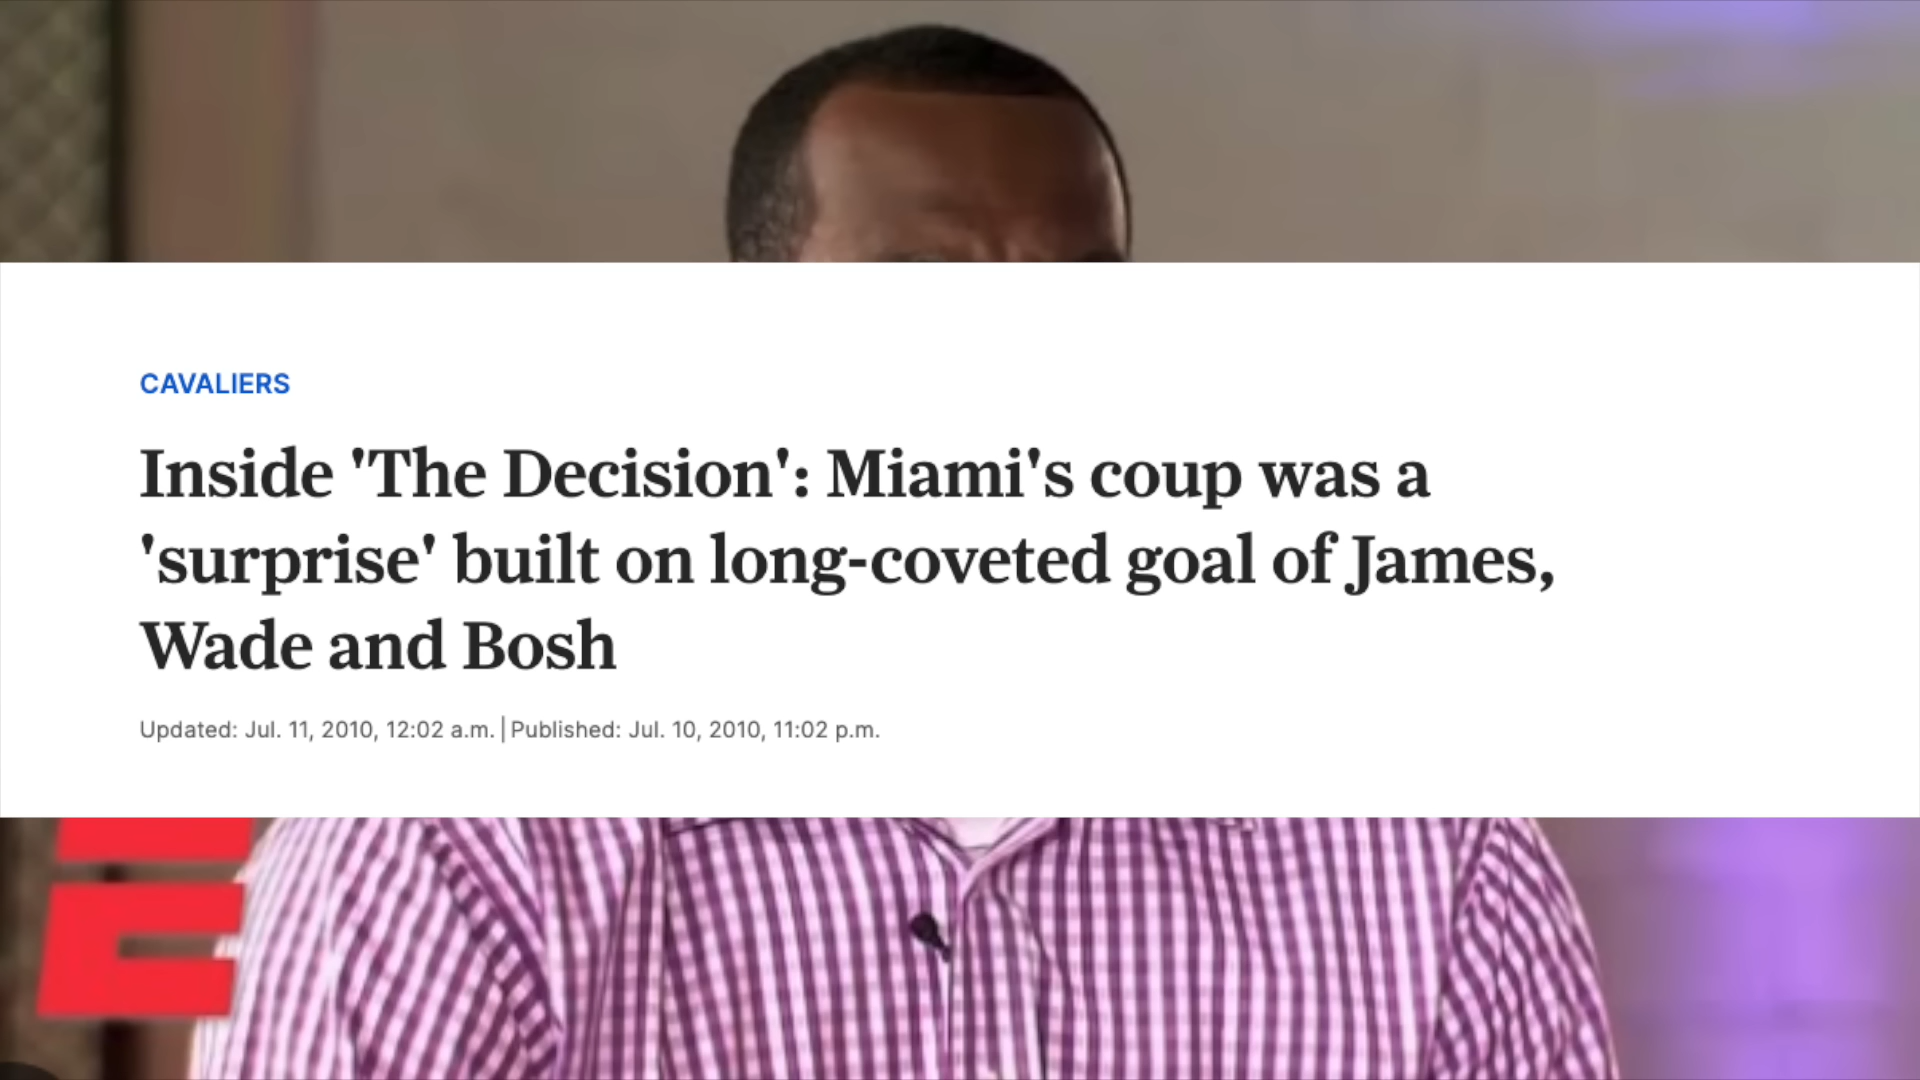 CAVALIERS
Inside 'The Decision': Miami's coup was a
'surprise' built on long-coveted goal of James,
Wade and Bosh
Updated: Jul. 11, 2010, 12:02 a.m. | Published: Jul. 10, 2010, 11:02 p.m.